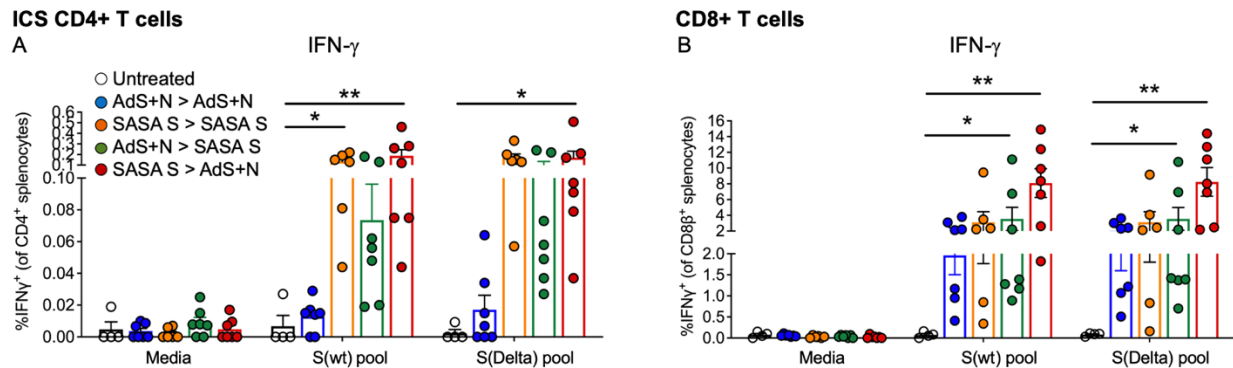 ICS CD4+ T cells
A
IFN-γ
Untreated
AdS+N > AdS+N
SASA S > SASA S
AdS+N > SASA S
SASA S > AdS+N
**
*
*
%IFNγ⁺ (of CD4⁺ splenocytes)
0.6
0.5
0.4
0.3
0.2
0.1
0.10
0.08
0.06
0.04
0.02
0.00
Media
S(wt) pool
S(Delta) pool
CD8+ T cells
B
IFN-γ
**
*
**
*
%IFNγ⁺ (of CD8β⁺ splenocytes)
16
14
12
10
8
6
4
2
2.0
1.5
1.0
0.5
0.0
Media
S(wt) pool
S(Delta) pool